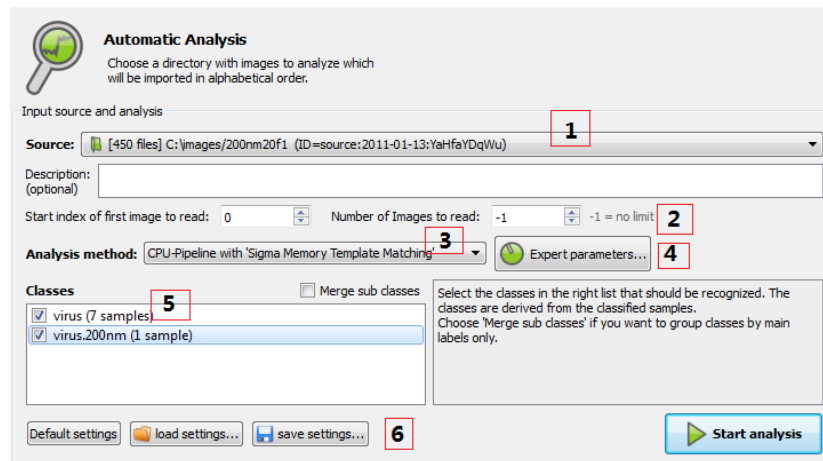 Automatic Analysis
Choose a directory with images to analyze which
will be imported in alphabetical order.
Input source and analysis
1
Source: [450 files] C:\images/200nm20f1 (ID=source:2011-01-13:YaHfaYDqWu)
Description:
(optional)
Start index of first image to read: 0 Number of Images to read: -1 -1 = no limit 2
3
Analysis method: CPU-Pipeline with 'Sigma Memory Template Matching' Expert parameters... 4
Classes Merge sub classes
5
virus (7 samples)
virus.200nm (1 sample)
Select the classes in the right list that should be recognized. The
classes are derived from the classified samples.
Choose 'Merge sub classes' if you want to group classes by main
labels only.
Default settings load settings... save settings... 6 Start analysis